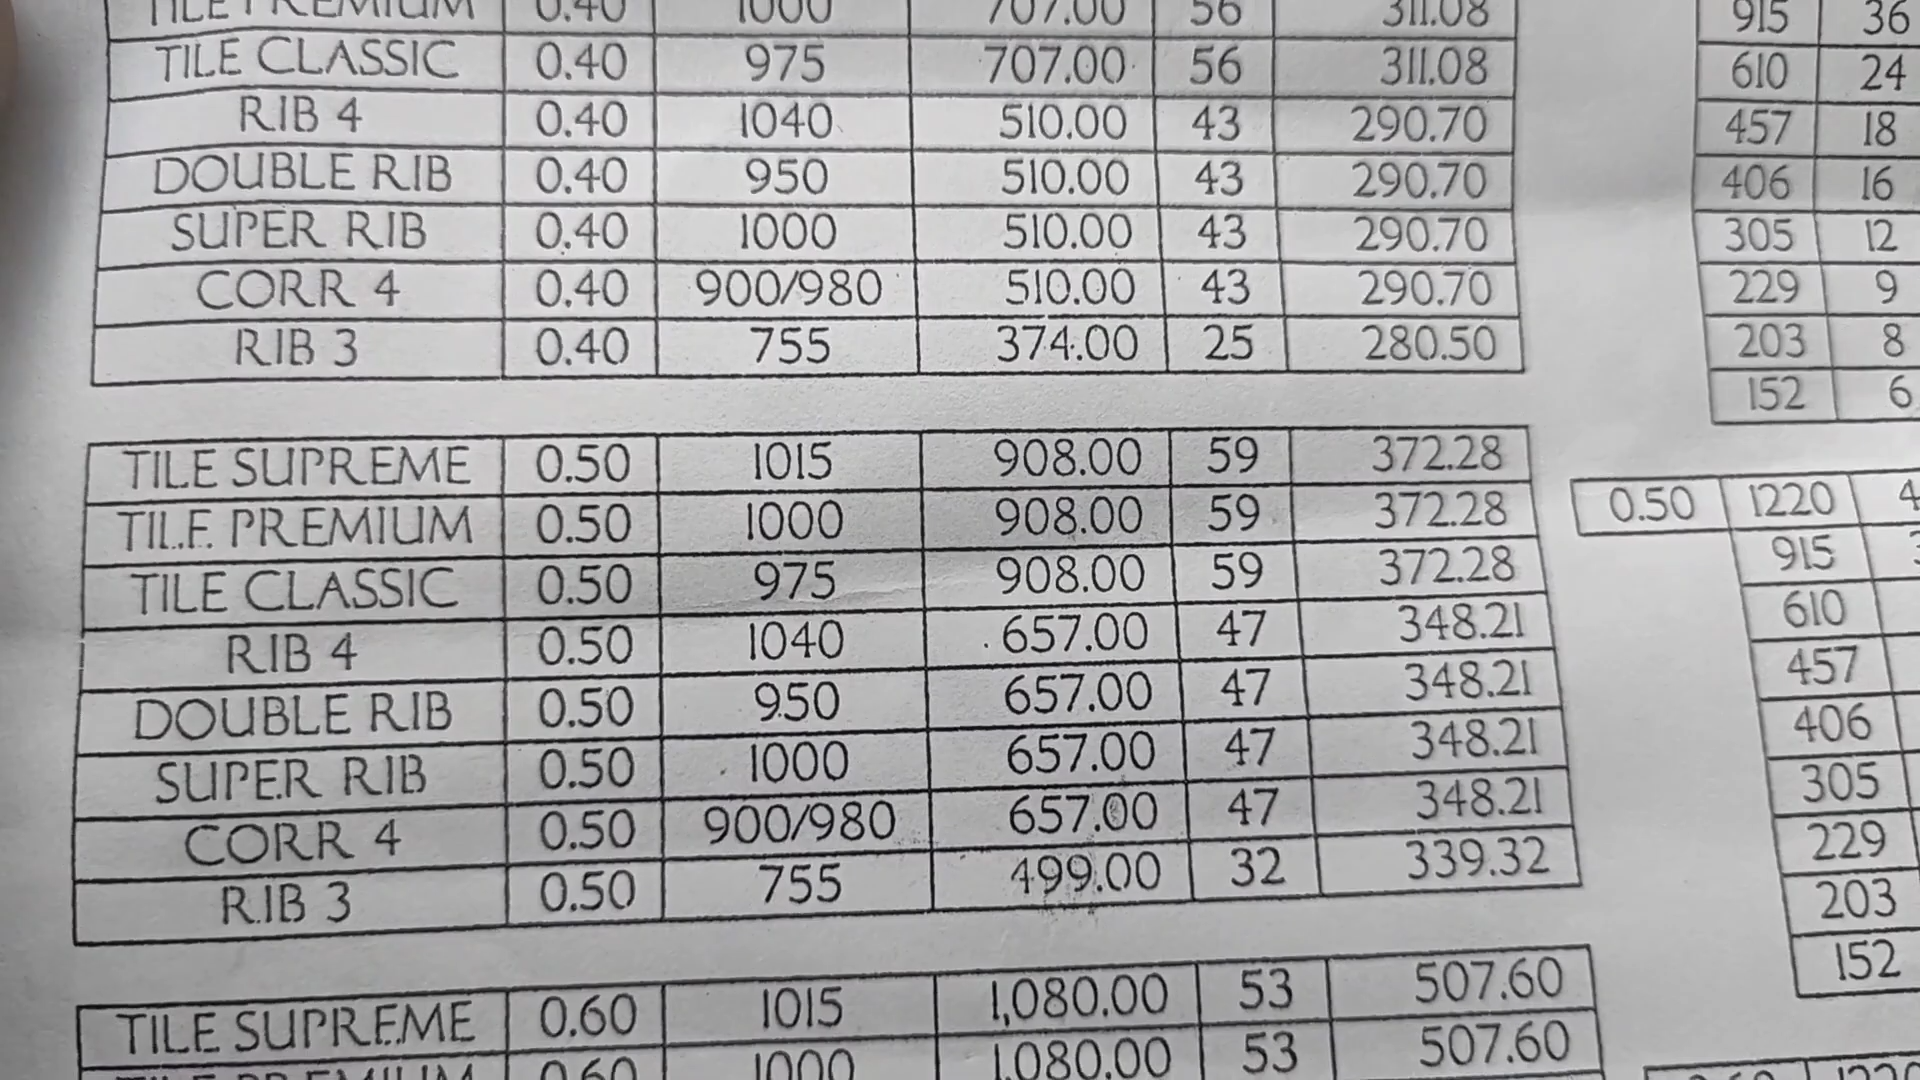 TILE PREMIUM 0.40 1000 707.00 56 311.08
TILE CLASSIC 0.40 975 707.00 56 311.08
RIB 4 0.40 1040 510.00 43 290.70
DOUBLE RIB 0.40 950 510.00 43 290.70
SUPER RIB 0.40 1000 510.00 43 290.70
CORR 4 0.40 900/980 510.00 43 290.70
RIB 3 0.40 755 374.00 25 280.50
TILE SUPREME 0.50 1015 908.00 59 372.28
TILE PREMIUM 0.50 1000 908.00 59 372.28
TILE CLASSIC 0.50 975 908.00 59 372.28
RIB 4 0.50 1040 657.00 47 348.21
DOUBLE RIB 0.50 950 657.00 47 348.21
SUPER RIB 0.50 1000 657.00 47 348.21
CORR 4 0.50 900/980 657.00 47 348.21
RIB 3 0.50 755 499.00 32 339.32
TILE SUPREME 0.60 1015 1,080.00 53 507.60
TILE PREMIUM 0.60 1000 1,080.00 53 507.60
915 36
610 24
457 18
406 16
305 12
229 9
203 8
152 6
0.50 1220
915
610
457
406
305
229
203
152